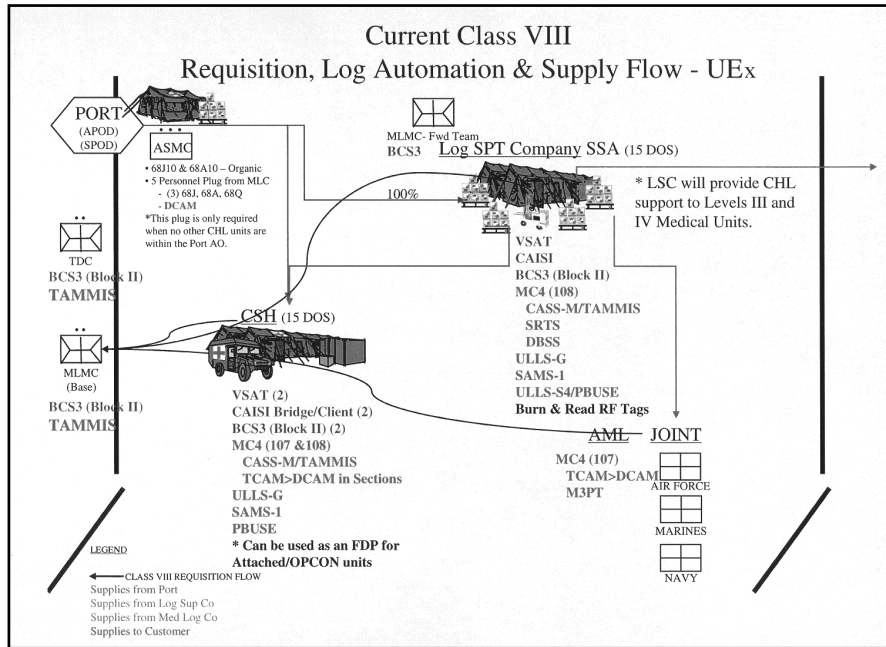 Current Class VIII
Requisition, Log Automation & Supply Flow - UEx
PORT
(APOD)
(SPOD)
ASMC
• 68J10 & 68A10 – Organic
• 5 Personnel Plug from MLC
- (3) 68J, 68A, 68Q
- DCAM
*This plug is only required
when no other CHL units are
within the Port AO.
MLMC- Fwd Team
BCS3
Log SPT Company SSA (15 DOS)
100%
* LSC will provide CHL
support to Levels III and
IV Medical Units.
TDC
BCS3 (Block II)
TAMMIS
MLMC
(Base)
BCS3 (Block II)
TAMMIS
VSAT
CAISI
BCS3 (Block II)
MC4 (108)
CASS-M/TAMMIS
SRTS
DBSS
ULLS-G
SAMS-1
ULLS-S4/PBUSE
Burn & Read RF Tags
CSH (15 DOS)
VSAT (2)
CAISI Bridge/Client (2)
BCS3 (Block II) (2)
MC4 (107 &108)
CASS-M/TAMMIS
TCAM>DCAM in Sections
ULLS-G
SAMS-1
PBUSE
* Can be used as an FDP for
Attached/OPCON units
AML JOINT
MC4 (107)
TCAM>DCAM
M3PT
AIR FORCE
MARINES
NAVY
LEGEND
CLASS VIII REQUISITION FLOW
Supplies from Port
Supplies from Log Sup Co
Supplies from Med Log Co
Supplies to Customer